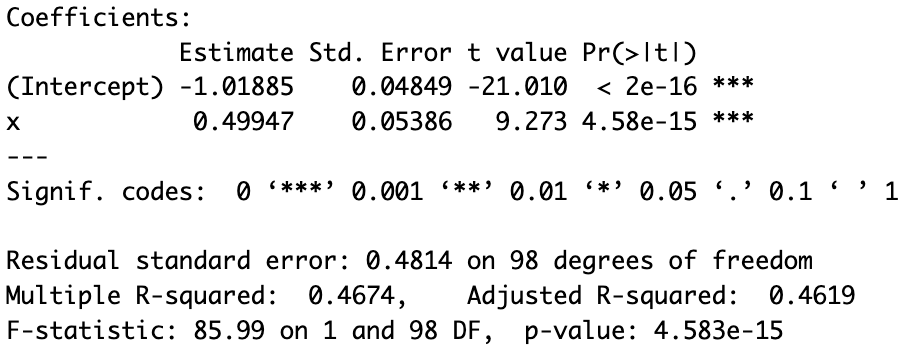 Coefficients:
            Estimate Std. Error t value Pr(>|t|)
(Intercept) -1.01885    0.04849 -21.010  < 2e-16 ***
x            0.49947    0.05386   9.273 4.58e-15 ***
---
Signif. codes:  0 ‘***’ 0.001 ‘**’ 0.01 ‘*’ 0.05 ‘.’ 0.1 ‘ ’ 1
Residual standard error: 0.4814 on 98 degrees of freedom
Multiple R-squared:  0.4674,    Adjusted R-squared:  0.4619
F-statistic: 85.99 on 1 and 98 DF,  p-value: 4.583e-15